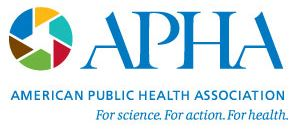 APHA
AMERICAN PUBLIC HEALTH ASSOCIATION
For science. For action. For health.